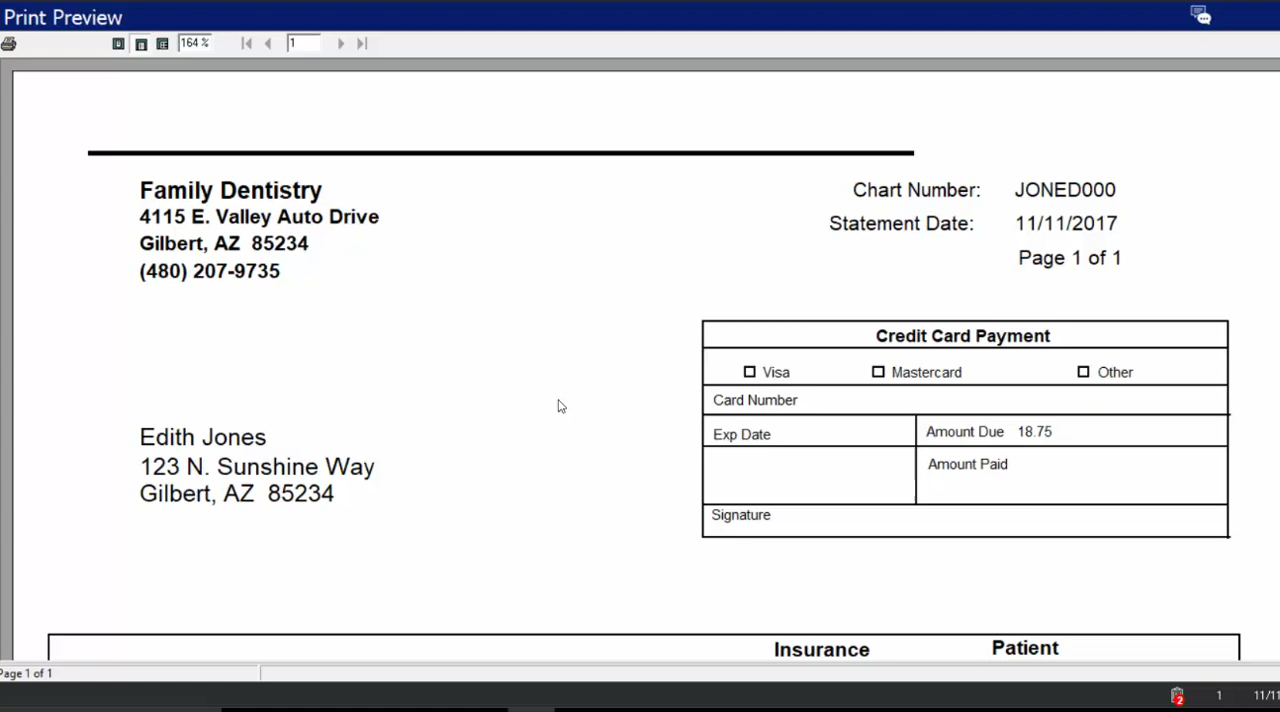 Print Preview
164 %
1
Family Dentistry
4115 E. Valley Auto Drive
Gilbert, AZ 85234
(480) 207-9735
Chart Number: JONED000
Statement Date: 11/11/2017
Page 1 of 1
Credit Card Payment
Visa Mastercard Other
Card Number
Exp Date Amount Due 18.75
Amount Paid
Signature
Edith Jones
123 N. Sunshine Way
Gilbert, AZ 85234
Insurance Patient
Page 1 of 1
2 1 11/11